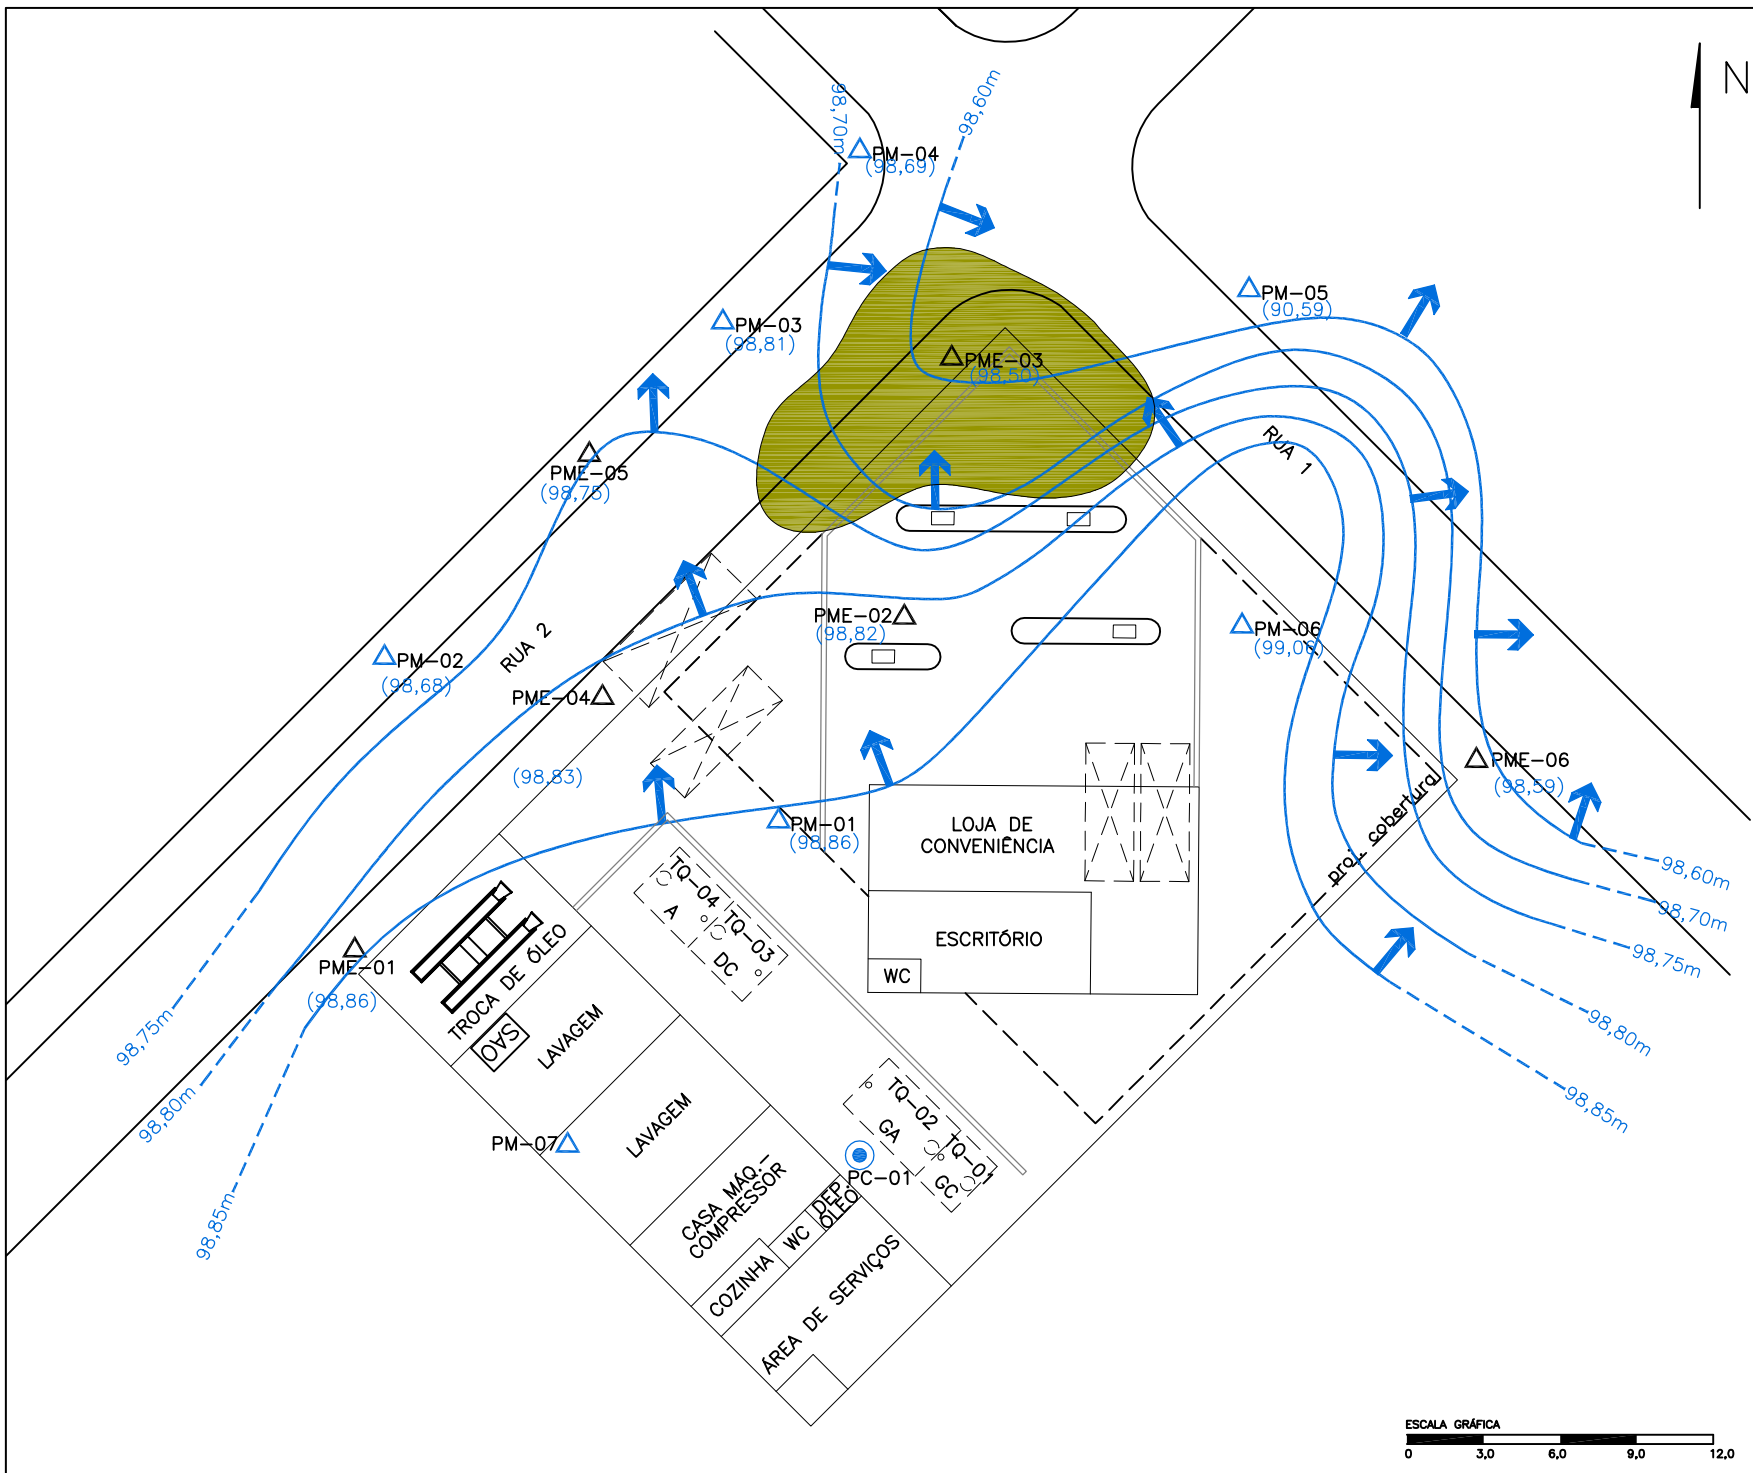 N
98,70m
98,60m
PM-04
(98,69)
PM-03
(98,81)
PM-05
(90,59)
PME-03
(98,50)
PME-05
(98,75)
RUA 1
PM-02
(98,68)
RUA 2
PME-02
(98,82)
PM-06
(99,06)
PME-04
(98,83)
PME-06
(98,59)
PM-01
(98,86)
LOJA DE
CONVENIÊNCIA
proj. cobertura
98,60m
98,70m
98,75m
98,80m
98,85m
TQ-04
A
TQ-03
DC
ESCRITÓRIO
WC
PME-01
(98,86)
TROCA DE ÓLEO
SAO
LAVAGEM
98,75m
98,80m
98,85m
LAVAGEM
PM-07
TQ-02
GA
TQ-01
GC
PC-01
CASA MÁQ.-
COMPRESSOR
DEP.
ÓLEO
WC
COZINHA
ÁREA DE SERVIÇOS
ESCALA GRÁFICA
0 3,0 6,0 9,0 12,0